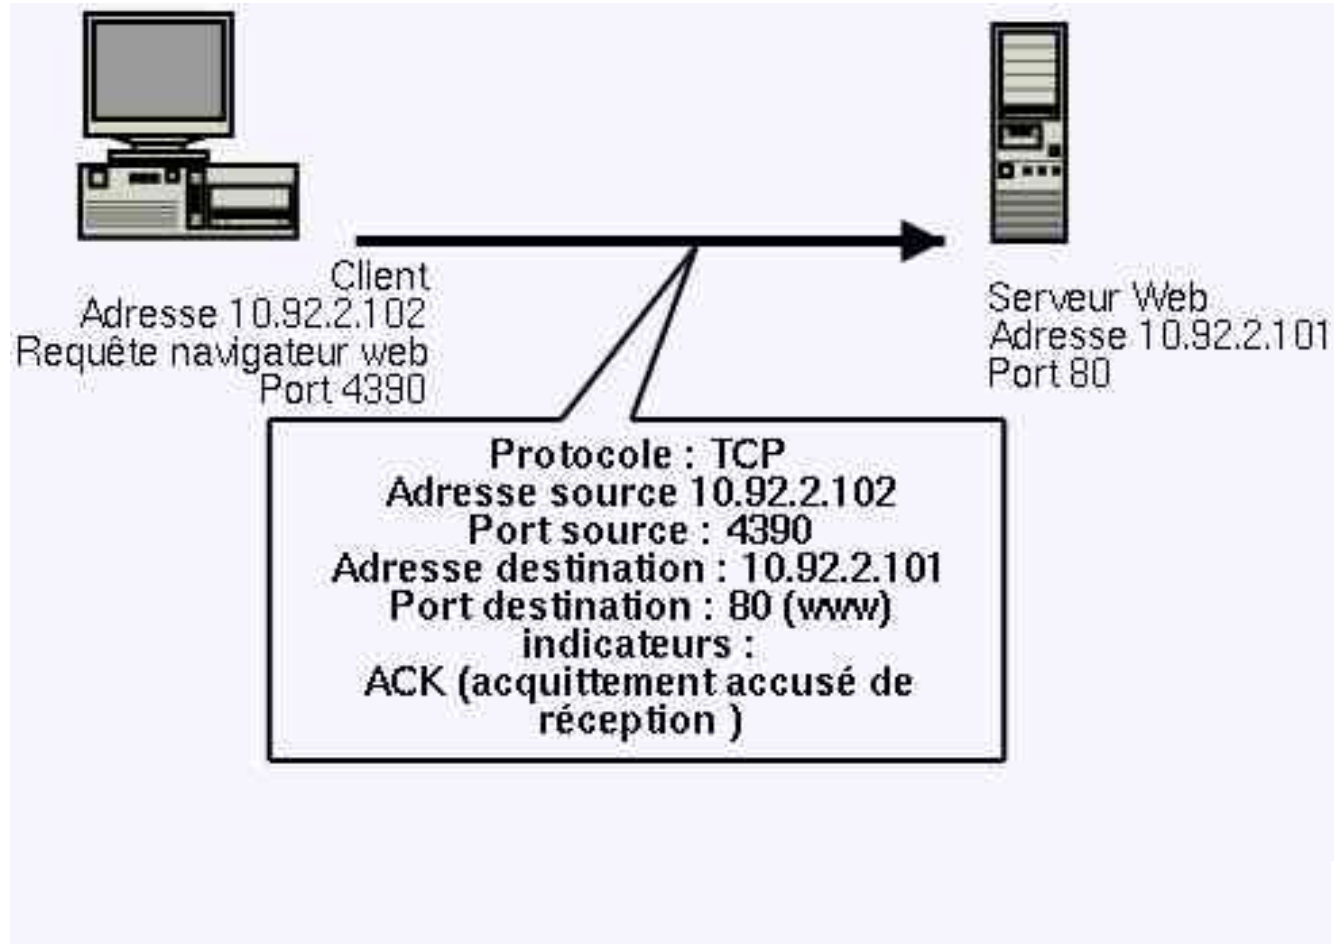 Client
Adresse 10.92.2.102
Requête navigateur web
Port 4390
Serveur Web
Adresse 10.92.2.101
Port 80
Protocole : TCP
Adresse source 10.92.2.102
Port source : 4390
Adresse destination : 10.92.2.101
Port destination : 80 (www)
indicateurs :
ACK (acquittement accusé de
réception )